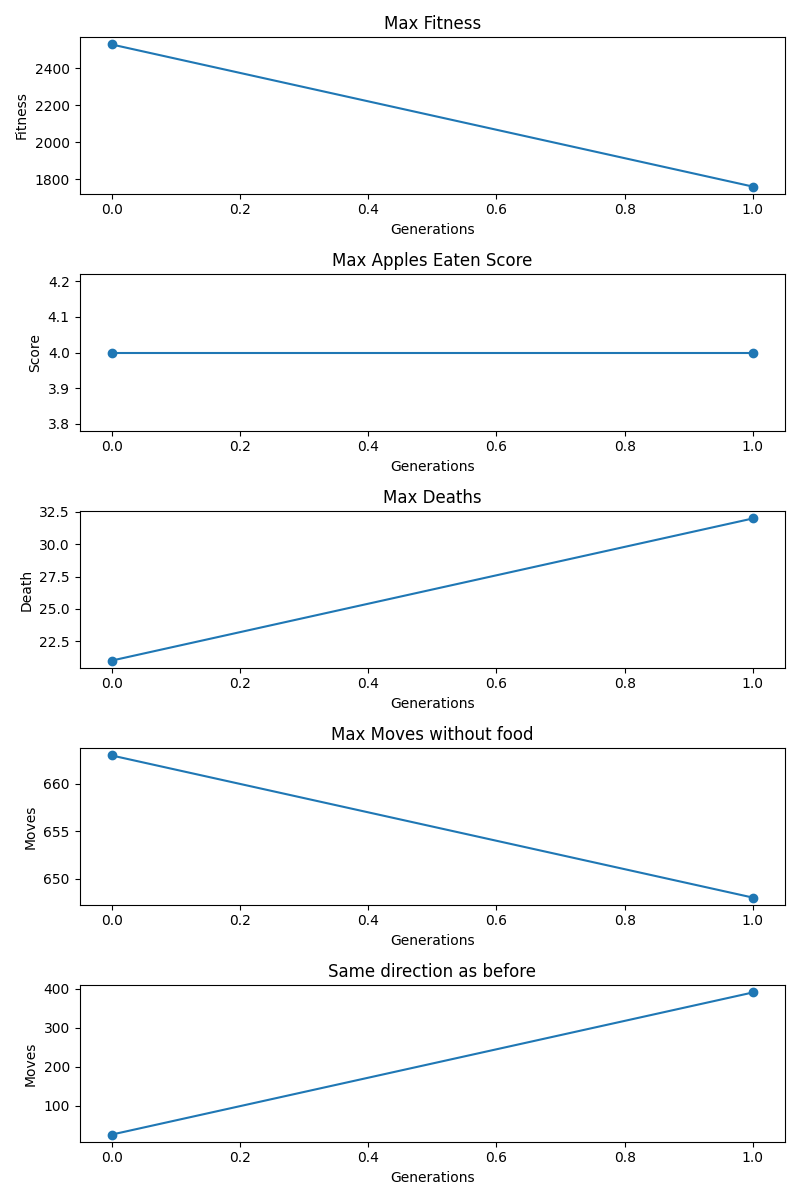 Max Fitness
Fitness
2400
2200
2000
1800
0.0 0.2 0.4 0.6 0.8 1.0
Generations
Max Apples Eaten Score
Score
4.2
4.1
4.0
3.9
3.8
0.0 0.2 0.4 0.6 0.8 1.0
Generations
Max Deaths
Death
32.5
30.0
27.5
25.0
22.5
0.0 0.2 0.4 0.6 0.8 1.0
Generations
Max Moves without food
Moves
660
655
650
0.0 0.2 0.4 0.6 0.8 1.0
Generations
Same direction as before
Moves
400
300
200
100
0.0 0.2 0.4 0.6 0.8 1.0
Generations